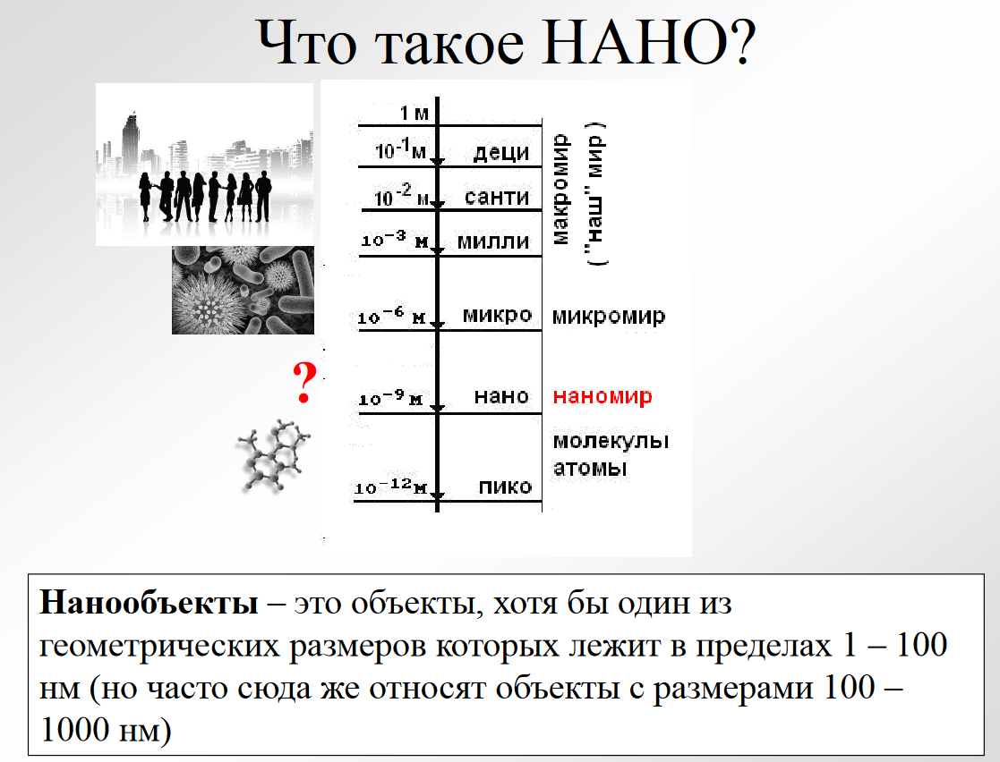 Что такое НАНО?
1 м
10⁻¹м деци
10⁻² м санти
10⁻³ м милли
макромир
( "наш" мир )
10⁻⁶ м микро микромир
?
10⁻⁹ м нано наномир
молекулы
атомы
10⁻¹²м пико
Нанообъекты – это объекты, хотя бы один из
геометрических размеров которых лежит в пределах 1 – 100
нм (но часто сюда же относят объекты с размерами 100 –
1000 нм)